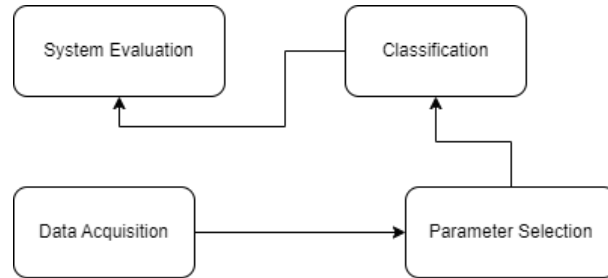 System Evaluation
Classification
Data Acquisition
Parameter Selection